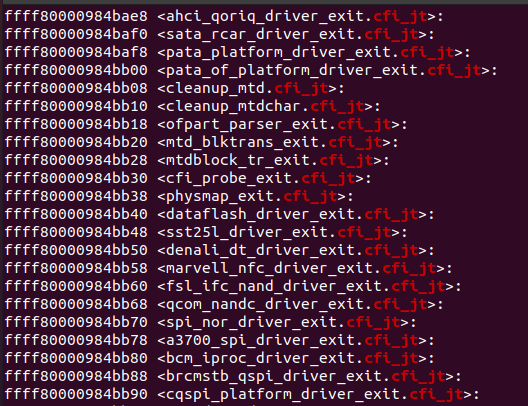 ffff80000984bae8 <ahci_qoriq_driver_exit.cfi_jt>:
ffff80000984baf0 <sata_rcar_driver_exit.cfi_jt>:
ffff80000984baf8 <pata_platform_driver_exit.cfi_jt>:
ffff80000984bb00 <pata_of_platform_driver_exit.cfi_jt>:
ffff80000984bb08 <cleanup_mtd.cfi_jt>:
ffff80000984bb10 <cleanup_mtdchar.cfi_jt>:
ffff80000984bb18 <ofpart_parser_exit.cfi_jt>:
ffff80000984bb20 <mtd_blktrans_exit.cfi_jt>:
ffff80000984bb28 <mtdblock_tr_exit.cfi_jt>:
ffff80000984bb30 <cfi_probe_exit.cfi_jt>:
ffff80000984bb38 <physmap_exit.cfi_jt>:
ffff80000984bb40 <dataflash_driver_exit.cfi_jt>:
ffff80000984bb48 <sst25l_driver_exit.cfi_jt>:
ffff80000984bb50 <denali_dt_driver_exit.cfi_jt>:
ffff80000984bb58 <marvell_nfc_driver_exit.cfi_jt>:
ffff80000984bb60 <fsl_ifc_nand_driver_exit.cfi_jt>:
ffff80000984bb68 <qcom_nandc_driver_exit.cfi_jt>:
ffff80000984bb70 <spi_nor_driver_exit.cfi_jt>:
ffff80000984bb78 <a3700_spi_driver_exit.cfi_jt>:
ffff80000984bb80 <bcm_iproc_driver_exit.cfi_jt>:
ffff80000984bb88 <brcmstb_qspi_driver_exit.cfi_jt>:
ffff80000984bb90 <cqspi_platform_driver_exit.cfi_jt>: